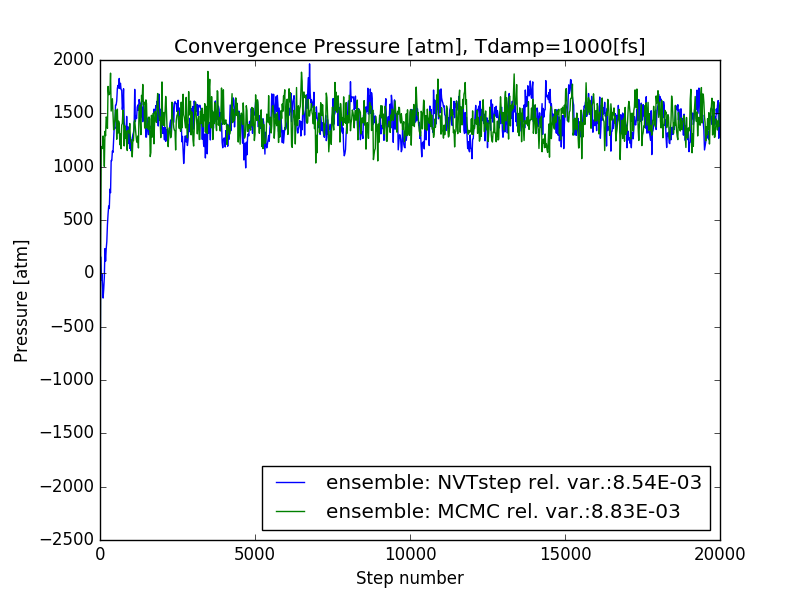 Convergence Pressure [atm], Tdamp=1000[fs]
2000
1500
1000
500
0
−500
−1000
−1500
−2000
−2500
Pressure [atm]
ensemble: NVTstep rel. var.:8.54E-03
ensemble: MCMC rel. var.:8.83E-03
0 5000 10000 15000 20000
Step number